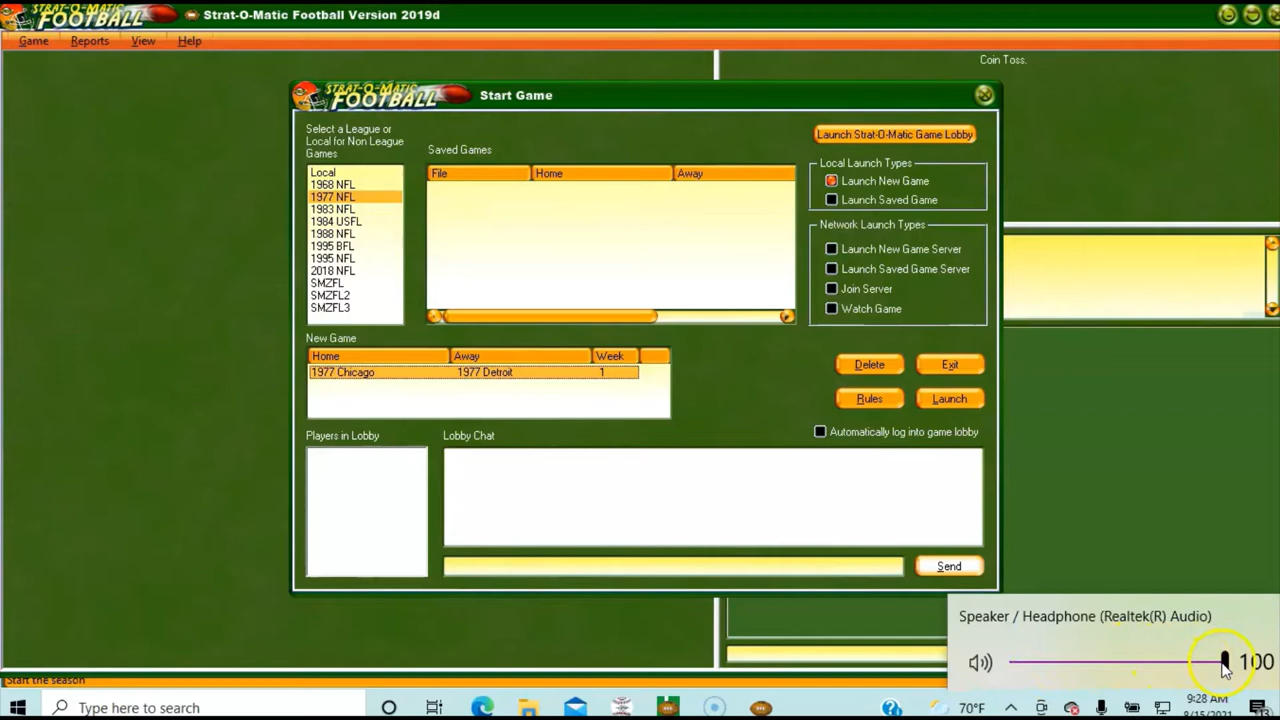 STRAT-O-MATIC
FOOTBALL
Strat-O-Matic Football Version 2019d
Game Reports View Help
Coin Toss.
STRAT-O-MATIC
FOOTBALL
Start Game
Select a League or
Local for Non League
Games
Local
1968 NFL
1977 NFL
1983 NFL
1984 USFL
1988 NFL
1995 BFL
1995 NFL
2018 NFL
SMZFL
SMZFL2
SMZFL3
Saved Games
File Home Away
Launch Strat-O-Matic Game Lobby
Local Launch Types
Launch New Game
Launch Saved Game
Network Launch Types
Launch New Game Server
Launch Saved Game Server
Join Server
Watch Game
New Game
Home Away Week
1977 Chicago 1977 Detroit 1
Delete Exit
Rules Launch
Automatically log into game lobby
Players in Lobby
Lobby Chat
Send
Speaker / Headphone (Realtek(R) Audio)
100
Start the season
Type here to search
70°F
9:28 AM
8/15/2021